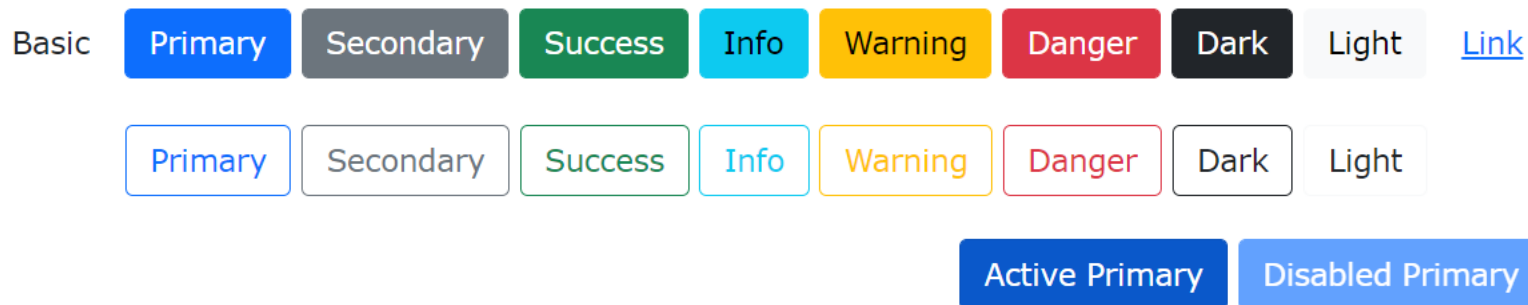 Basic Primary Secondary Success Info Warning Danger Dark Light Link
Primary Secondary Success Info Warning Danger Dark Light
Active Primary Disabled Primary